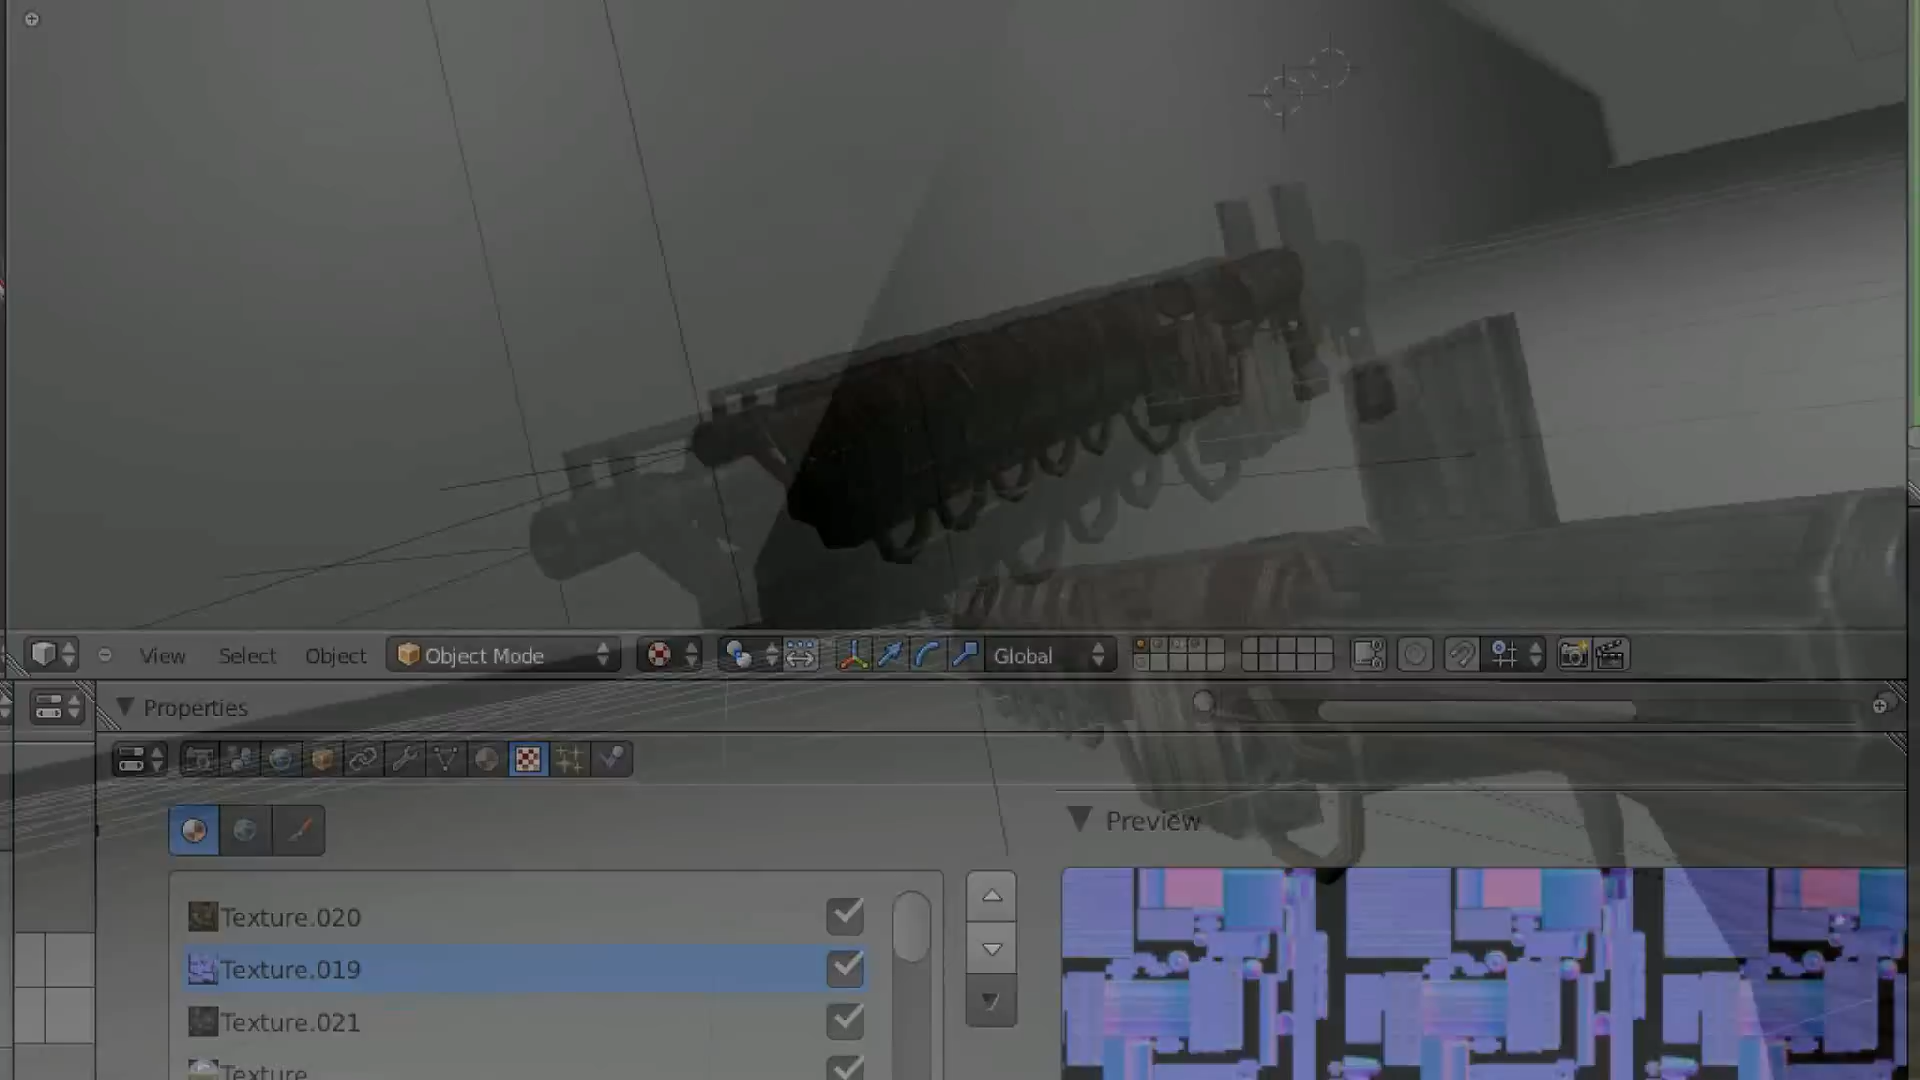 View Select Object Object Mode Global
Properties
Preview
Texture.020
Texture.019
Texture.021
Texture